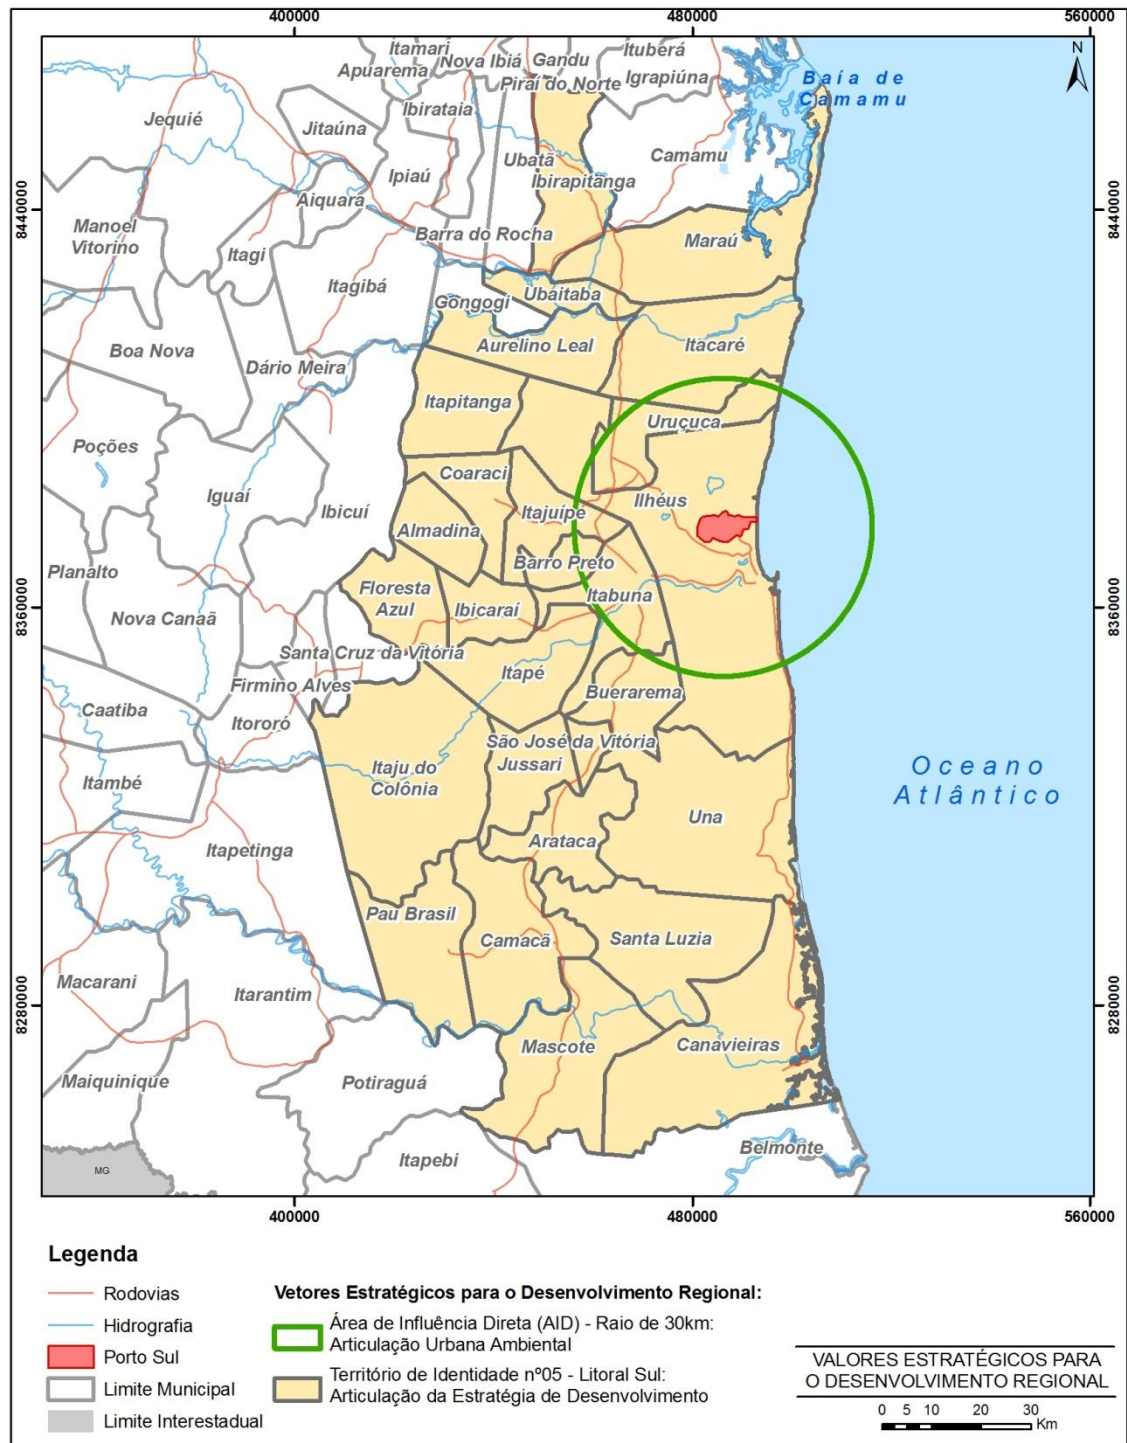 400000
480000
560000
N
Itamari
Nova Ibiá
Gandu
Ituberá
Apuarema
Piraí do Norte
Igrapiúna
Baía de
Camamu
Ibirataia
Jequié
Jitaúna
Ubatã
Camamu
Ipiaú
Ibirapitanga
Aiquara
8440000
8440000
Manoel
Vitorino
Barra do Rocha
Maraú
Itagi
Itagibá
Gongogi
Ubaitaba
Boa Nova
Aurelino Leal
Itacaré
Dário Meira
Itapitanga
Uruçuca
Poções
Iguaí
Coaraci
Ilhéus
Ibicuí
Itajuípe
Almadina
Barro Preto
Planalto
Floresta
Azul
Ibicaraí
Itabuna
8360000
8360000
Nova Canaã
Santa Cruz da Vitória
Itapé
Firmino Alves
Buerarema
Caatiba
Itororó
São José da Vitória
Jussari
Itaju do
Colônia
Itambé
Oceano
Atlântico
Una
Arataca
Itapetinga
Pau Brasil
Camacã
Santa Luzia
Macarani
Itarantim
8280000
8280000
Mascote
Canavieiras
Maiquinique
Potiraguá
Itapebi
Belmonte
MG
400000
480000
560000
Legenda
Rodovias
Hidrografia
Porto Sul
Limite Municipal
Limite Interestadual
Vetores Estratégicos para o Desenvolvimento Regional:
Área de Influência Direta (AID) - Raio de 30km:
Articulação Urbana Ambiental
Território de Identidade nº05 - Litoral Sul:
Articulação da Estratégia de Desenvolvimento
VALORES ESTRATÉGICOS PARA
O DESENVOLVIMENTO REGIONAL
0 5 10 20 30
Km